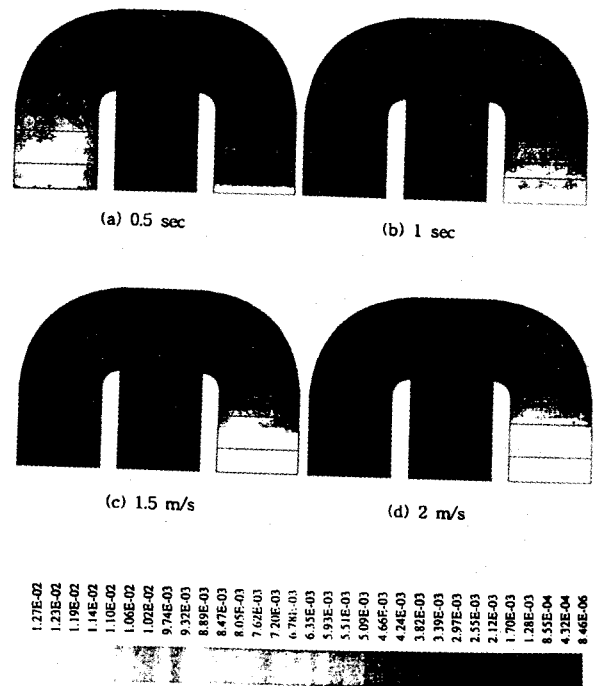 (a) 0.5 sec
(b) 1 sec
(c) 1.5 m/s
(d) 2 m/s
1.27E-02
1.23E-02
1.19E-02
1.14E-02
1.10E-02
1.06E-02
1.02E-02
9.74E-03
9.32E-03
8.89E-03
8.47E-03
8.05E-03
7.62E-03
7.20E-03
6.78E-03
6.35E-03
5.93E-03
5.51E-03
5.09E-03
4.66E-03
4.24E-03
3.82E-03
3.39E-03
2.97E-03
2.55E-03
2.12E-03
1.70E-03
1.28E-03
8.55E-04
4.32E-04
8.46E-06